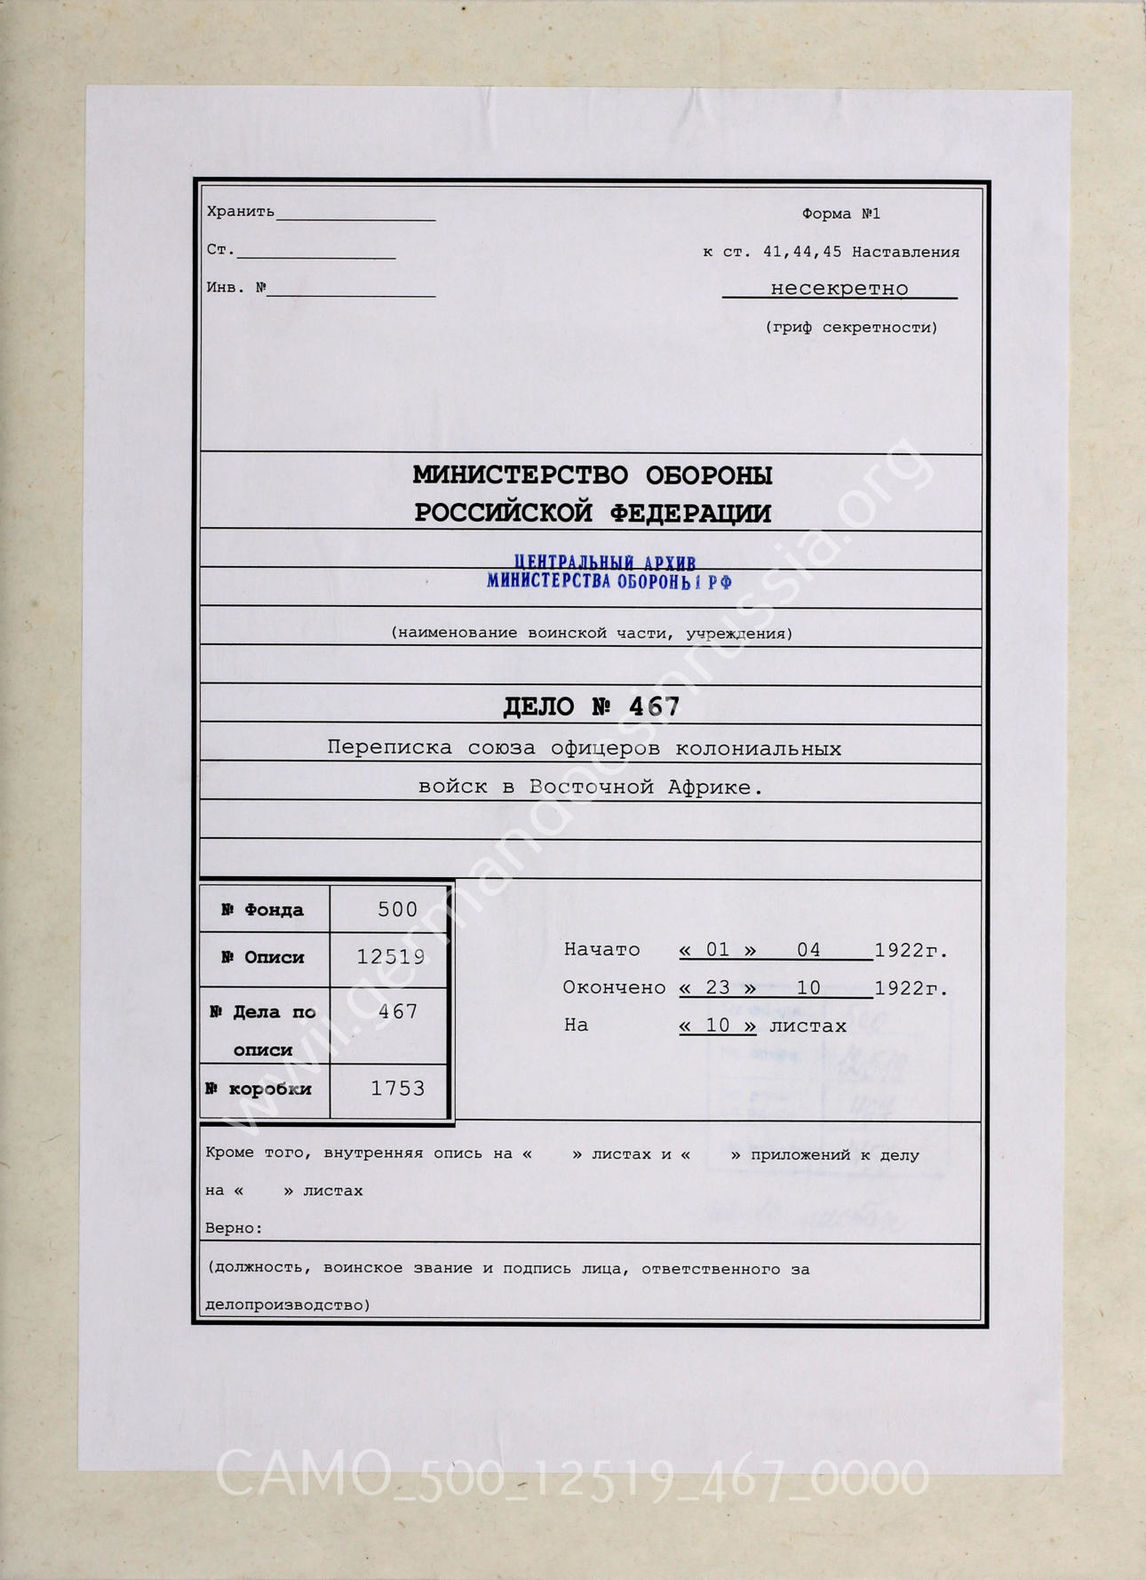 Хранить
Форма №1
Ст.
к ст. 41,44,45 Наставления
Инв. №
несекретно
(гриф секретности)
МИНИСТЕРСТВО ОБОРОНЫ
РОССИЙСКОЙ ФЕДЕРАЦИИ
ЦЕНТРАЛЬНЫЙ АРХИВ
МИНИСТЕРСТВА ОБОРОНЫ РФ
(наименование воинской части, учреждения)
ДЕЛО № 467
Переписка союза офицеров колониальных
войск в Восточной Африке.
№ Фонда 500
№ Описи 12519
№ Дела по 467
описи
№ коробки 1753
Начато « 01 » 04 1922г.
Окончено « 23 » 10 1922г.
На « 10 » листах
Кроме того, внутренняя опись на « » листах и « » приложений к делу
на « » листах
Верно:
(должность, воинское звание и подпись лица, ответственного за
делопроизводство)
www.germandocsinrussia.org
CAMO_500_12519_467_0000